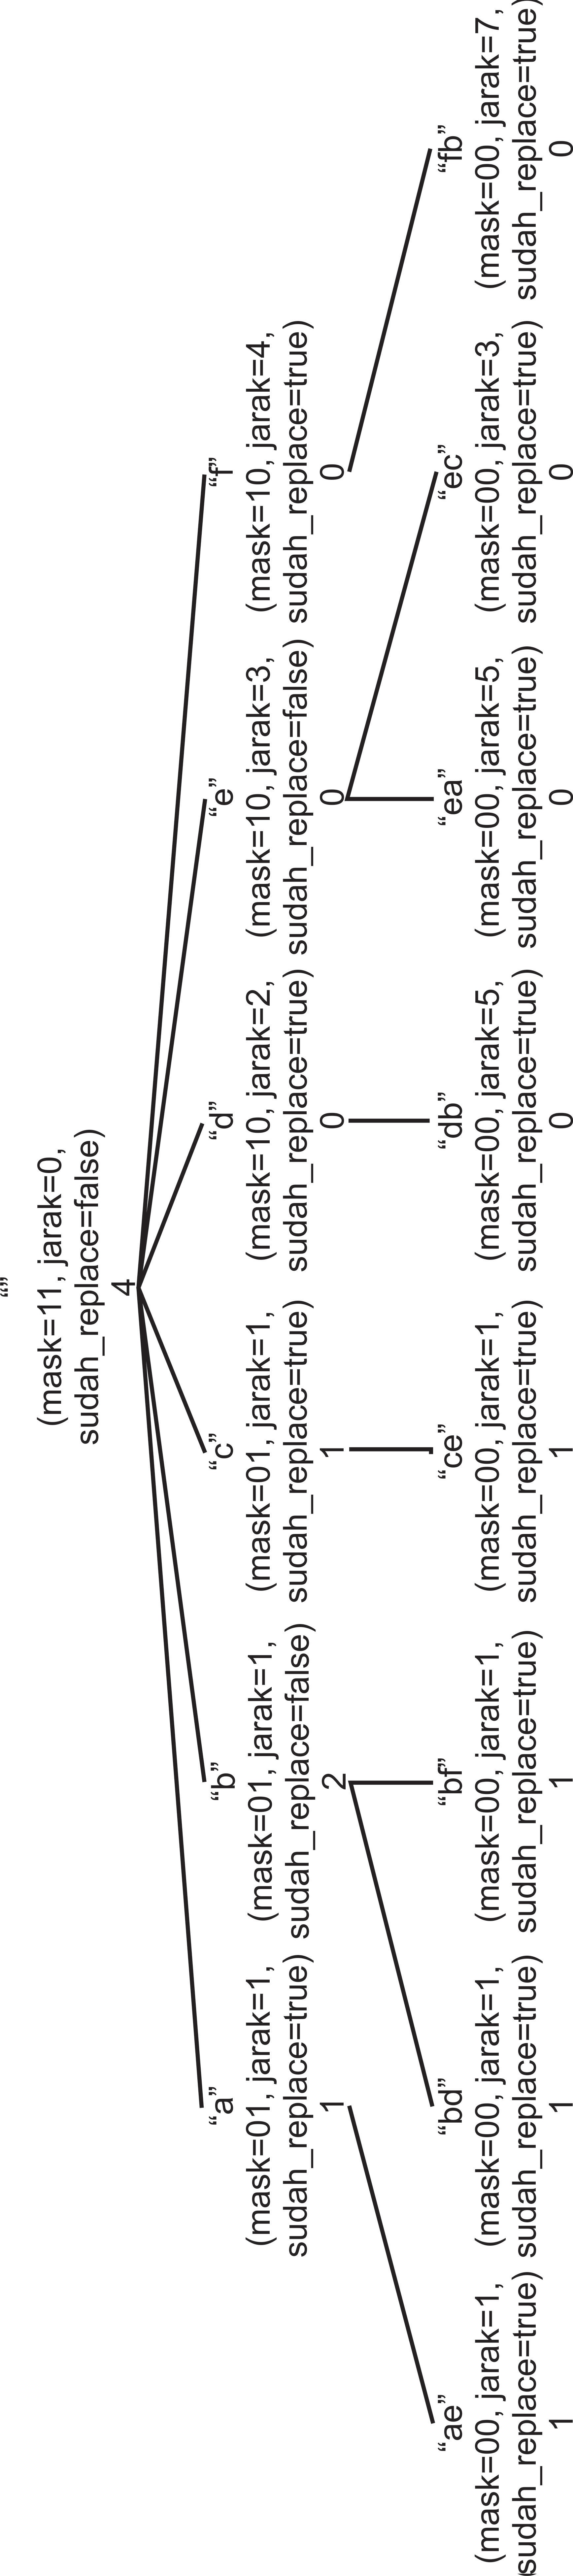 “”
(mask=11, jarak=0,
sudah_replace=false)
4
“a”
(mask=01, jarak=1,
sudah_replace=true)
1
“b”
(mask=01, jarak=1,
sudah_replace=false)
2
“c”
(mask=01, jarak=1,
sudah_replace=true)
1
“d”
(mask=10, jarak=2,
sudah_replace=true)
0
“e”
(mask=10, jarak=3,
sudah_replace=false)
0
“f”
(mask=10, jarak=4,
sudah_replace=true)
0
“ae”
(mask=00, jarak=1,
sudah_replace=true)
1
“bd”
(mask=00, jarak=1,
sudah_replace=true)
1
“bf”
(mask=00, jarak=1,
sudah_replace=true)
1
“ce”
(mask=00, jarak=1,
sudah_replace=true)
1
“db”
(mask=00, jarak=5,
sudah_replace=true)
0
“ea”
(mask=00, jarak=5,
sudah_replace=true)
0
“ec”
(mask=00, jarak=3,
sudah_replace=true)
0
“fb”
(mask=00, jarak=7,
sudah_replace=true)
0